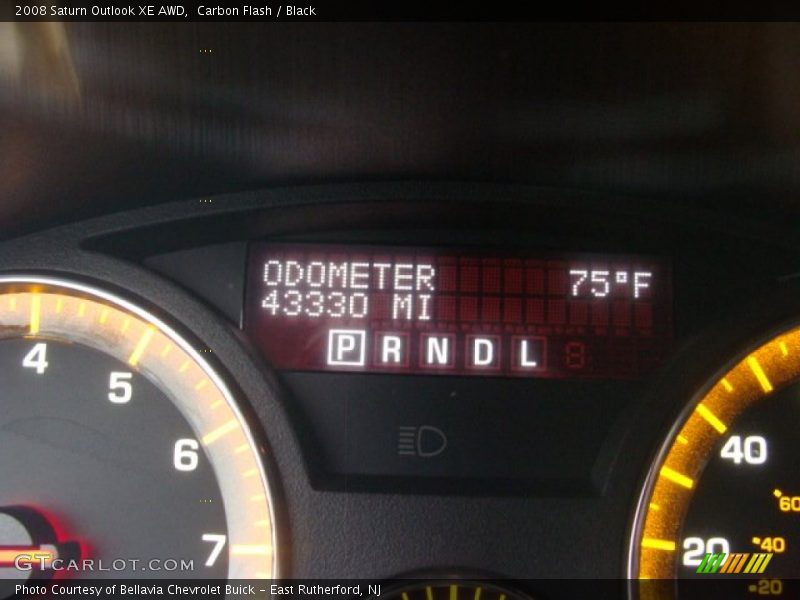 2008 Saturn Outlook XE AWD,  Carbon Flash / Black
ODOMETER 75°F
43330 MI
P R N D L
4
5
6
7
40
60
20
40
20
GTCARLOT.COM
Photo Courtesy of Bellavia Chevrolet Buick - East Rutherford, NJ